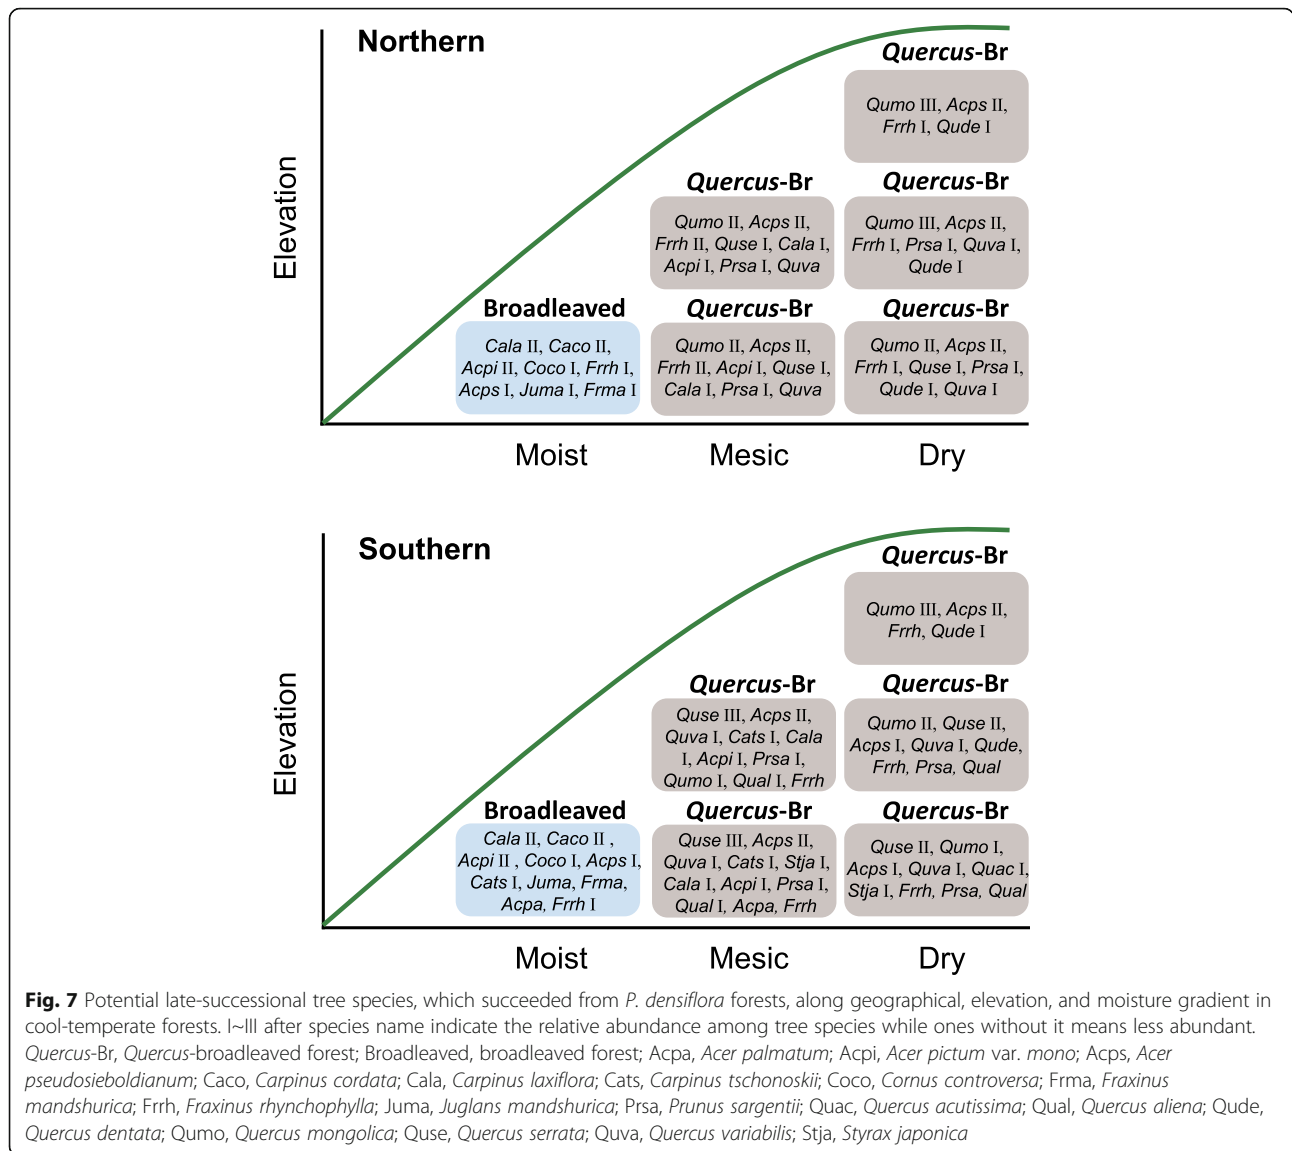 Northern
Elevation
Quercus-Br
Qumo III, Acps II,
Frrh I, Qude I
Quercus-Br
Qumo II, Acps II,
Frrh II, Quse I, Cala I,
Acpi I, Prsa I, Quva
Quercus-Br
Qumo III, Acps II,
Frrh I, Prsa I, Quva I,
Qude I
Broadleaved
Cala II, Caco II,
Acpi II, Coco I, Frrh I,
Acps I, Juma I, Frma I
Quercus-Br
Qumo II, Acps II,
Frrh II, Acpi I, Quse I,
Cala I, Prsa I, Quva
Quercus-Br
Qumo II, Acps II,
Frrh I, Quse I, Prsa I,
Qude I, Quva I
Moist Mesic Dry
Southern
Elevation
Quercus-Br
Qumo III, Acps II,
Frrh, Qude I
Quercus-Br
Quse III, Acps II,
Quva I, Cats I, Cala
I, Acpi I, Prsa I,
Qumo I, Qual I, Frrh
Quercus-Br
Qumo II, Quse II,
Acps I, Quva I, Qude,
Frrh, Prsa, Qual
Broadleaved
Cala II, Caco II ,
Acpi II , Coco I, Acps I,
Cats I, Juma, Frma,
Acpa, Frrh I
Quercus-Br
Quse III, Acps II,
Quva I, Cats I, Stja I,
Cala I, Acpi I, Prsa I,
Qual I, Acpa, Frrh
Quercus-Br
Quse II, Qumo I,
Acps I, Quva I, Quac I,
Stja I, Frrh, Prsa, Qual
Moist Mesic Dry
Fig. 7 Potential late-successional tree species, which succeeded from P. densiflora forests, along geographical, elevation, and moisture gradient in
cool-temperate forests. I~III after species name indicate the relative abundance among tree species while ones without it means less abundant.
Quercus-Br, Quercus-broadleaved forest; Broadleaved, broadleaved forest; Acpa, Acer palmatum; Acpi, Acer pictum var. mono; Acps, Acer
pseudosieboldianum; Caco, Carpinus cordata; Cala, Carpinus laxiflora; Cats, Carpinus tschonoskii; Coco, Cornus controversa; Frma, Fraxinus
mandshurica; Frrh, Fraxinus rhynchophylla; Juma, Juglans mandshurica; Prsa, Prunus sargentii; Quac, Quercus acutissima; Qual, Quercus aliena; Qude,
Quercus dentata; Qumo, Quercus mongolica; Quse, Quercus serrata; Quva, Quercus variabilis; Stja, Styrax japonica